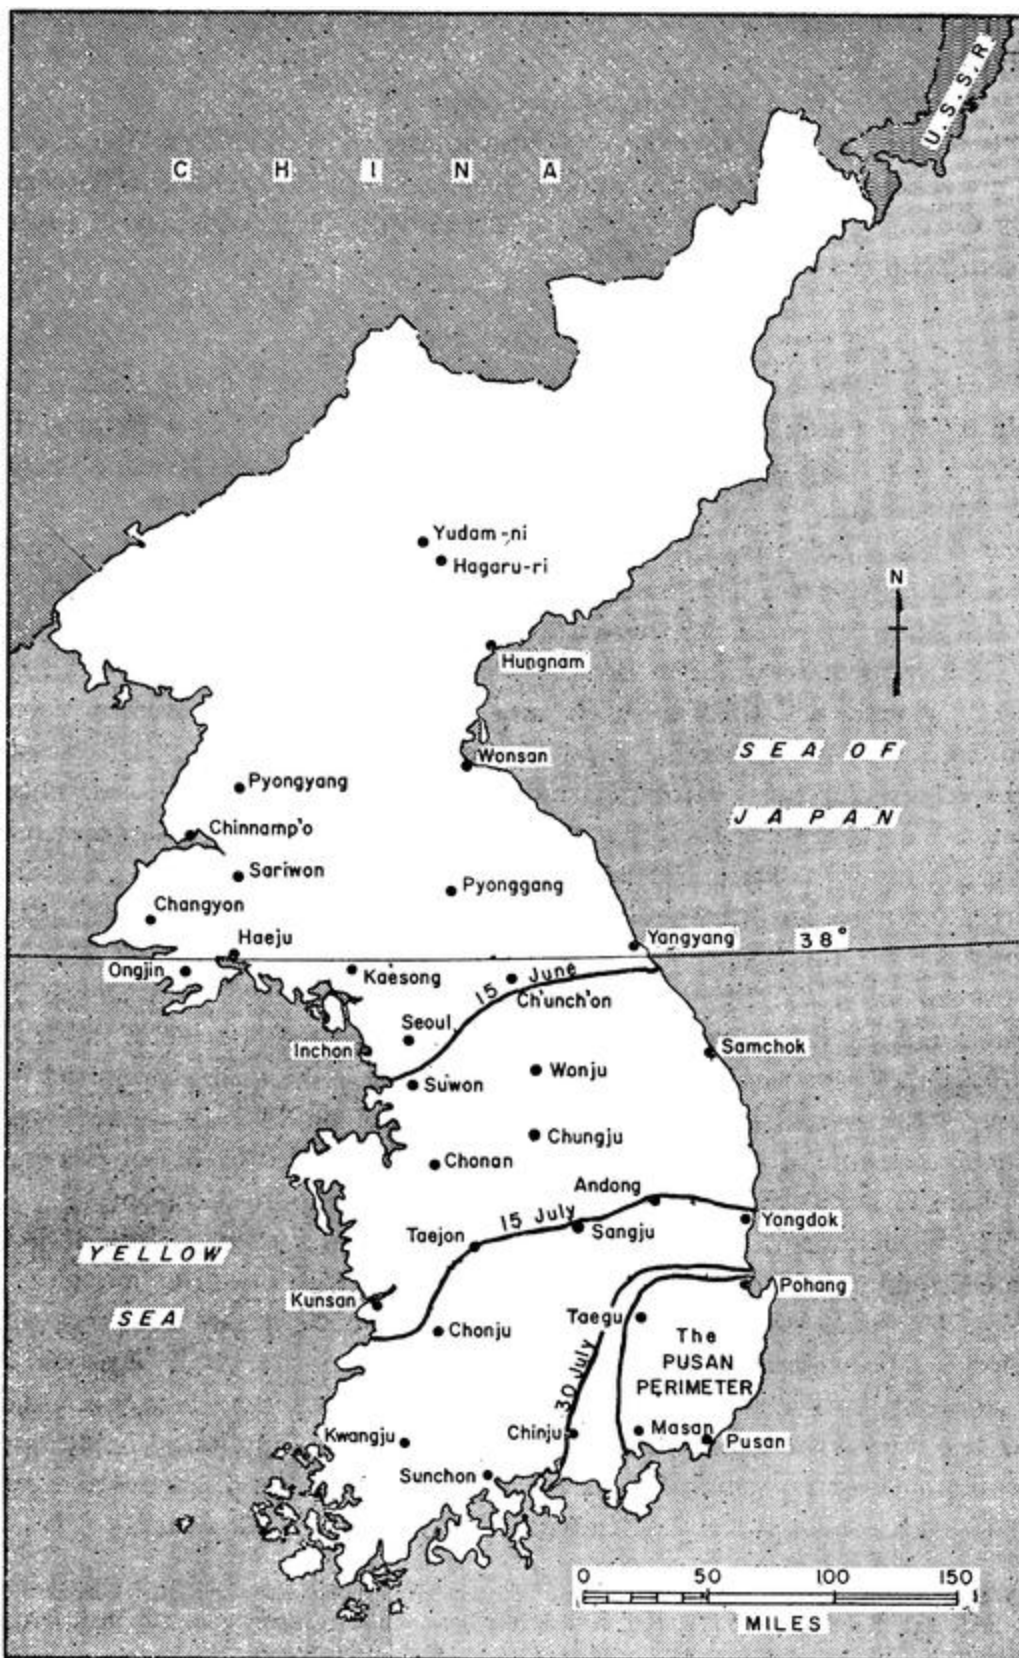 U.S.S.R
C H I N A
Yudam-ni
Hagaru-ri
N
Hungnam
SEA OF
JAPAN
Wonsan
Pyongyang
Chinnamp'o
Sariwon
Pyonggang
Changyon
Haeju
Yangyang
38°
Ongjin
Kaesong
15 June
Ch'unch'on
Seoul
Inchon
Samchok
Suwon
Wonju
Chungju
Chonan
Andong
15 July
Taejon
Sangju
Yongdok
YELLOW
SEA
Kunsan
Pohang
Chonju
Taegu
The
PUSAN
PERIMETER
30 July
Kwangju
Chinju
Masan
Pusan
Sunchon
0 50 100 150
MILES